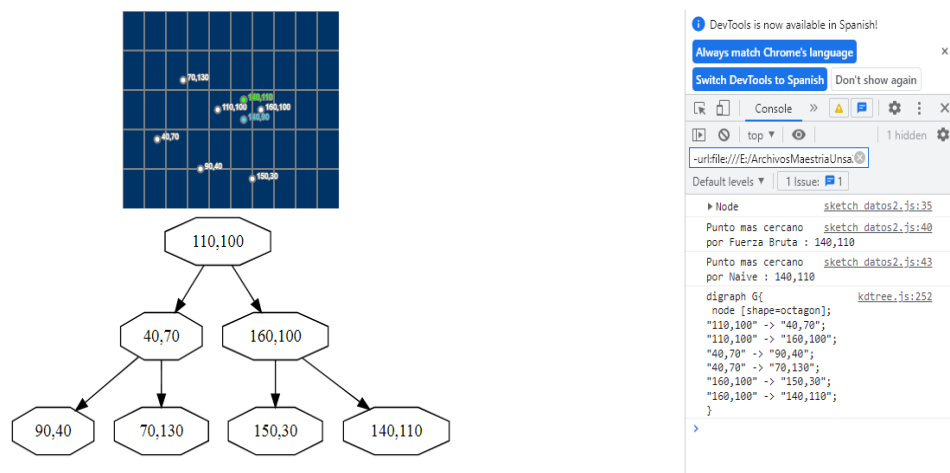 70,130
140,110
110,100
160,100
140,90
40,70
90,40
150,30
110,100
40,70
160,100
90,40
70,130
150,30
140,110
DevTools is now available in Spanish!
Always match Chrome's language
Switch DevTools to Spanish
Don't show again
Console
top
1 hidden
-url:file:///E:/ArchivosMaestriaUnsa
Default levels
1 Issue:
1
Node
sketch_datos2.js:35
Punto mas cercano
sketch_datos2.js:40
por Fuerza Bruta : 140,110
Punto mas cercano
sketch_datos2.js:43
por Naive : 140,110
digraph G{
kdtree.js:252
node [shape=octagon];
"110,100" -> "40,70";
"110,100" -> "160,100";
"40,70" -> "90,40";
"40,70" -> "70,130";
"160,100" -> "150,30";
"160,100" -> "140,110";
}